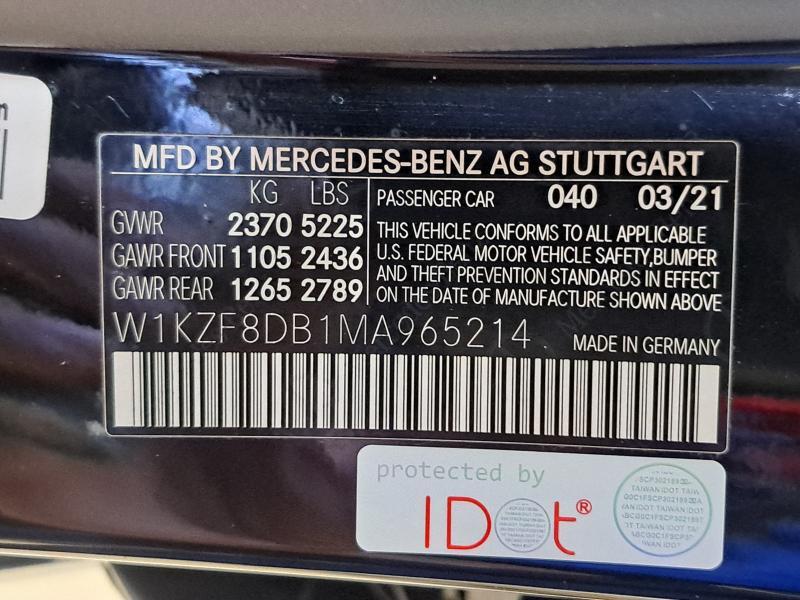 MFD BY MERCEDES-BENZ AG STUTTGART
KG LBS
GVWR 2370 5225
GAWR FRONT 1105 2436
GAWR REAR 1265 2789
PASSENGER CAR 040 03/21
THIS VEHICLE CONFORMS TO ALL APPLICABLE
U.S. FEDERAL MOTOR VEHICLE SAFETY,BUMPER
AND THEFT PREVENTION STANDARDS IN EFFECT
ON THE DATE OF MANUFACTURE SHOWN ABOVE
W1KZF8DB1MA965214
MADE IN GERMANY
protected by
IDot®
TAIWAN IDOT